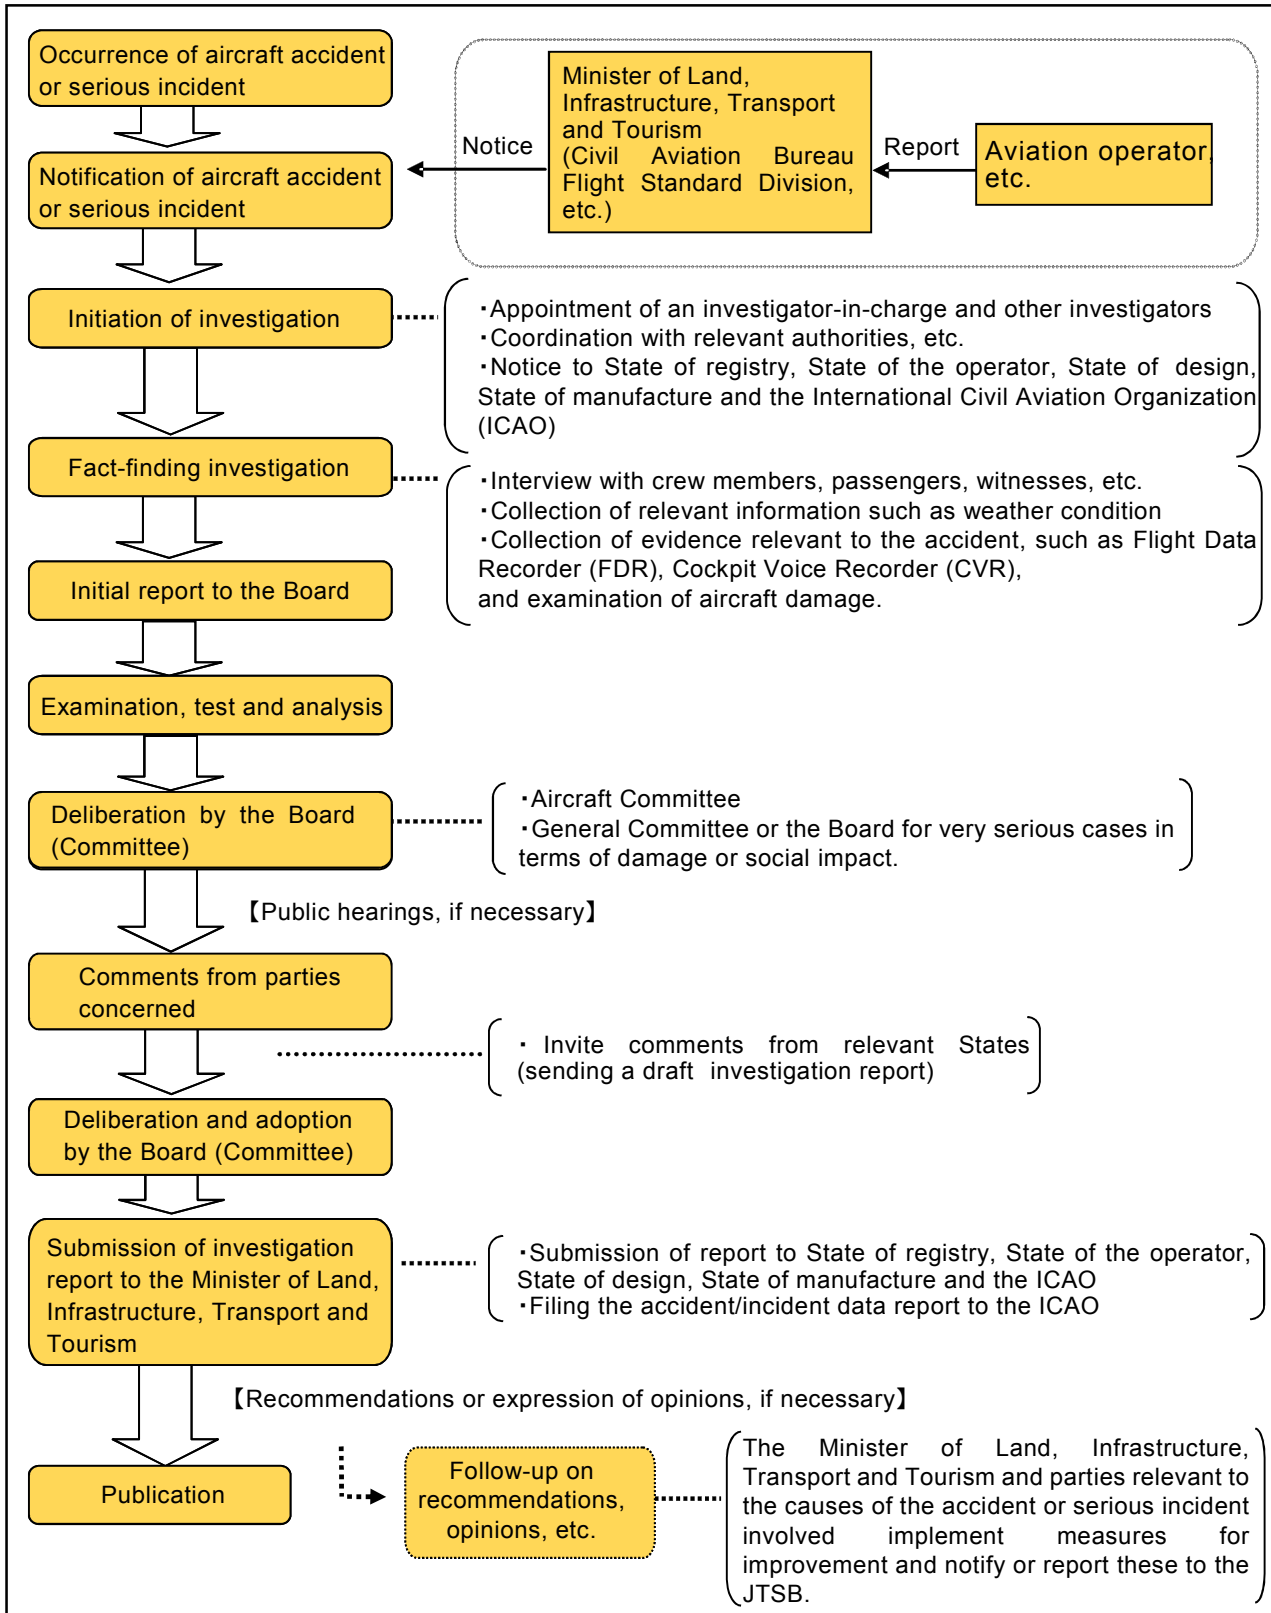 Occurrence of aircraft accident
or serious incident
Minister of Land,
Infrastructure, Transport
and Tourism
(Civil Aviation Bureau
Flight Standard Division,
etc.)
Notice
Report
Aviation operator,
etc.
Notification of aircraft accident
or serious incident
Initiation of investigation
・Appointment of an investigator-in-charge and other investigators
・Coordination with relevant authorities, etc.
・Notice to State of registry, State of the operator, State of design,
State of manufacture and the International Civil Aviation Organization
(ICAO)
Fact-finding investigation
・Interview with crew members, passengers, witnesses, etc.
・Collection of relevant information such as weather condition
・Collection of evidence relevant to the accident, such as Flight Data
Recorder (FDR), Cockpit Voice Recorder (CVR),
and examination of aircraft damage.
Initial report to the Board
Examination, test and analysis
Deliberation by the Board
(Committee)
・Aircraft Committee
・General Committee or the Board for very serious cases in
terms of damage or social impact.
【Public hearings, if necessary】
Comments from parties
concerned
・ Invite comments from relevant States
(sending a draft investigation report)
Deliberation and adoption
by the Board (Committee)
Submission of investigation
report to the Minister of Land,
Infrastructure, Transport and
Tourism
・Submission of report to State of registry, State of the operator,
State of design, State of manufacture and the ICAO
・Filing the accident/incident data report to the ICAO
【Recommendations or expression of opinions, if necessary】
Publication
Follow-up on
recommendations,
opinions, etc.
The Minister of Land, Infrastructure,
Transport and Tourism and parties relevant to
the causes of the accident or serious incident
involved implement measures for
improvement and notify or report these to the
JTSB.